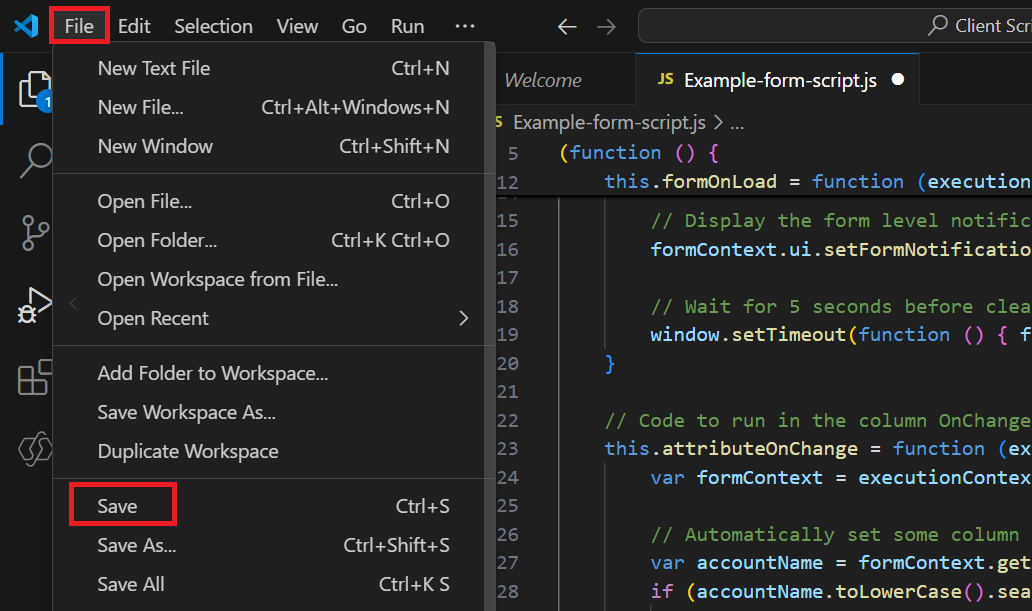 File Edit Selection View Go Run ··· ← → Client Scri
New Text File Ctrl+N
New File... Ctrl+Alt+Windows+N
New Window Ctrl+Shift+N
Open File... Ctrl+O
Open Folder... Ctrl+K Ctrl+O
Open Workspace from File...
Open Recent
Add Folder to Workspace...
Save Workspace As...
Duplicate Workspace
Save Ctrl+S
Save As... Ctrl+Shift+S
Save All Ctrl+K S
1
Welcome JS Example-form-script.js
S Example-form-script.js > ...
5 (function () {
12 this.formOnLoad = function (execution
15 // Display the form level notific
16 formContext.ui.setFormNotificatio
17
18 // Wait for 5 seconds before clea
19 window.setTimeout(function () { f
20 }
21
22 // Code to run in the column OnChange
23 this.attributeOnChange = function (ex
24 var formContext = executionContex
25
26 // Automatically set some column
27 var accountName = formContext.get
28 if (accountName.toLowerCase().sea